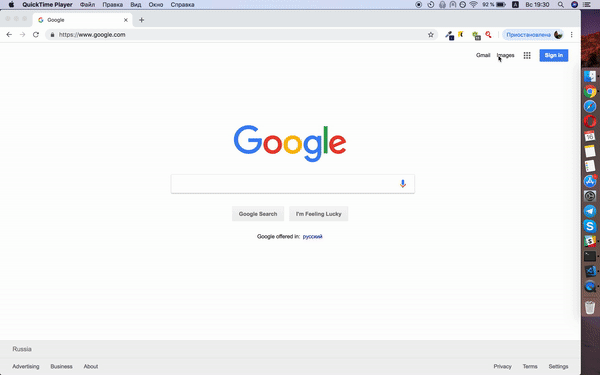 QuickTime Player Файл Правка Вид Окно Справка 92 % Вс 19:30
Google
https://www.google.com Приостановлена
Gmail Images Sign in
Google
Google Search I'm Feeling Lucky
Google offered in: русский
Russia
Advertising Business About Privacy Terms Settings